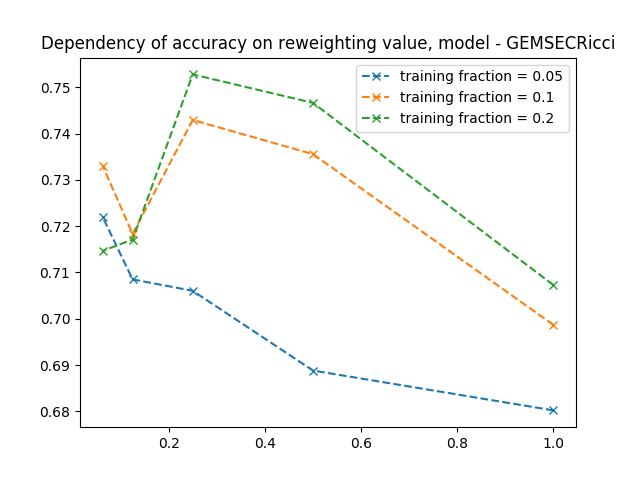 Dependency of accuracy on reweighting value, model - GEMSECRicci
training fraction = 0.05
training fraction = 0.1
training fraction = 0.2
0.75
0.74
0.73
0.72
0.71
0.70
0.69
0.68
0.2 0.4 0.6 0.8 1.0